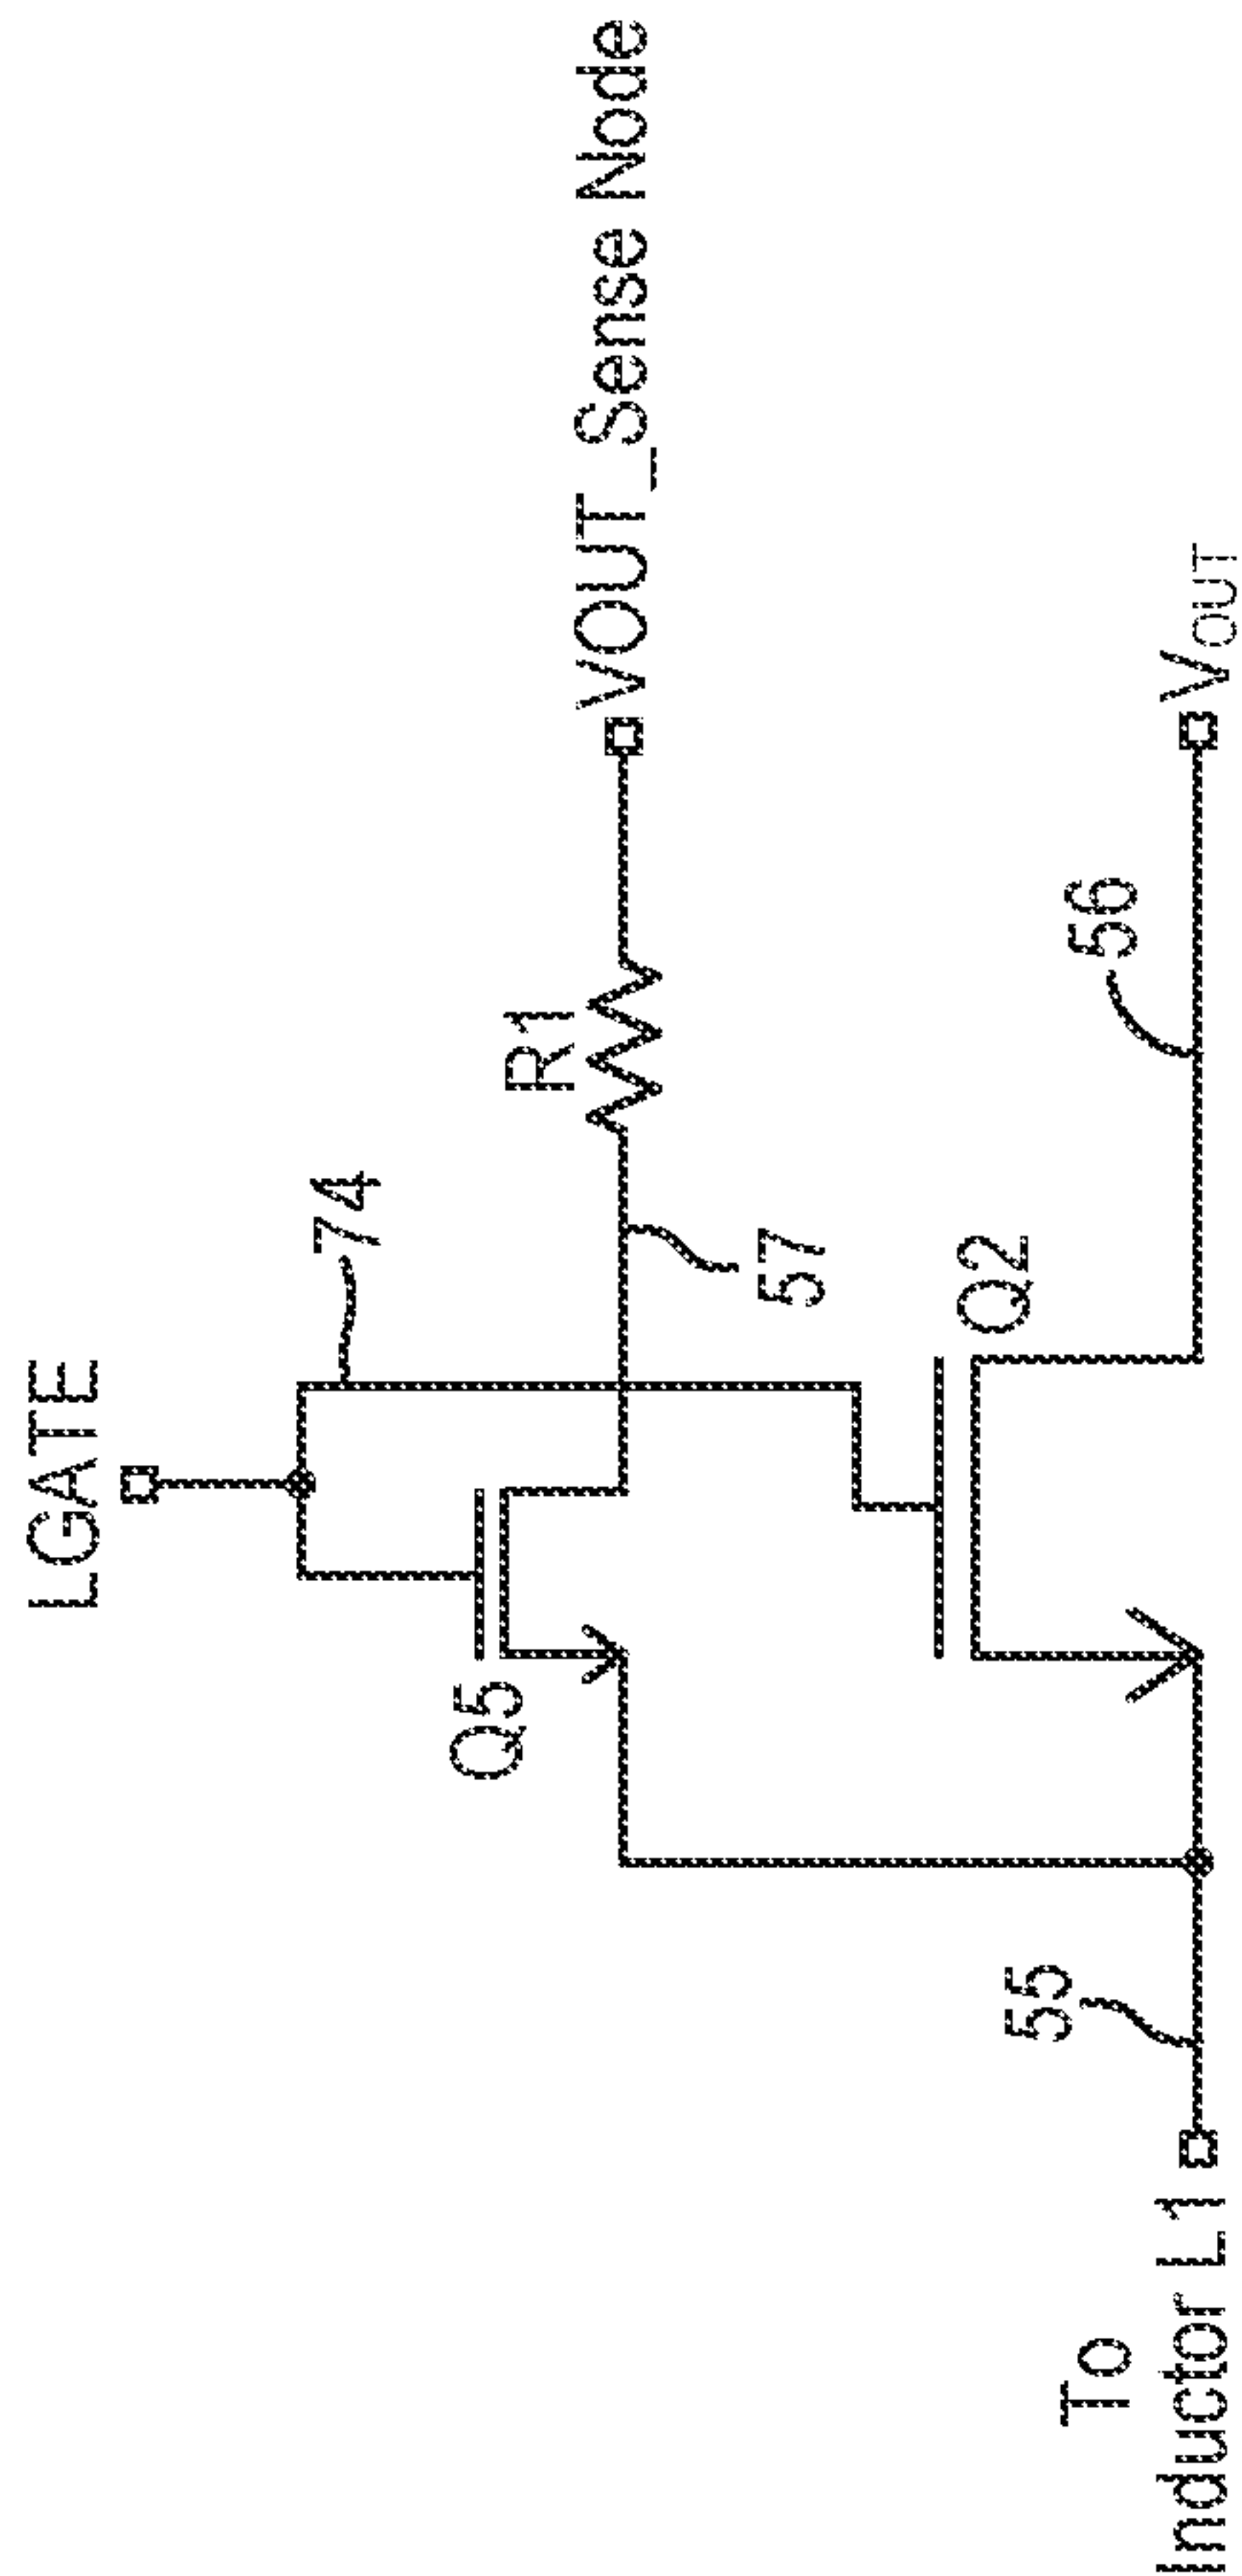 LGATE
74
Q5
R1
VOUT_Sense Node
57
Q2
56
55
To
Inductor L1
VOUT